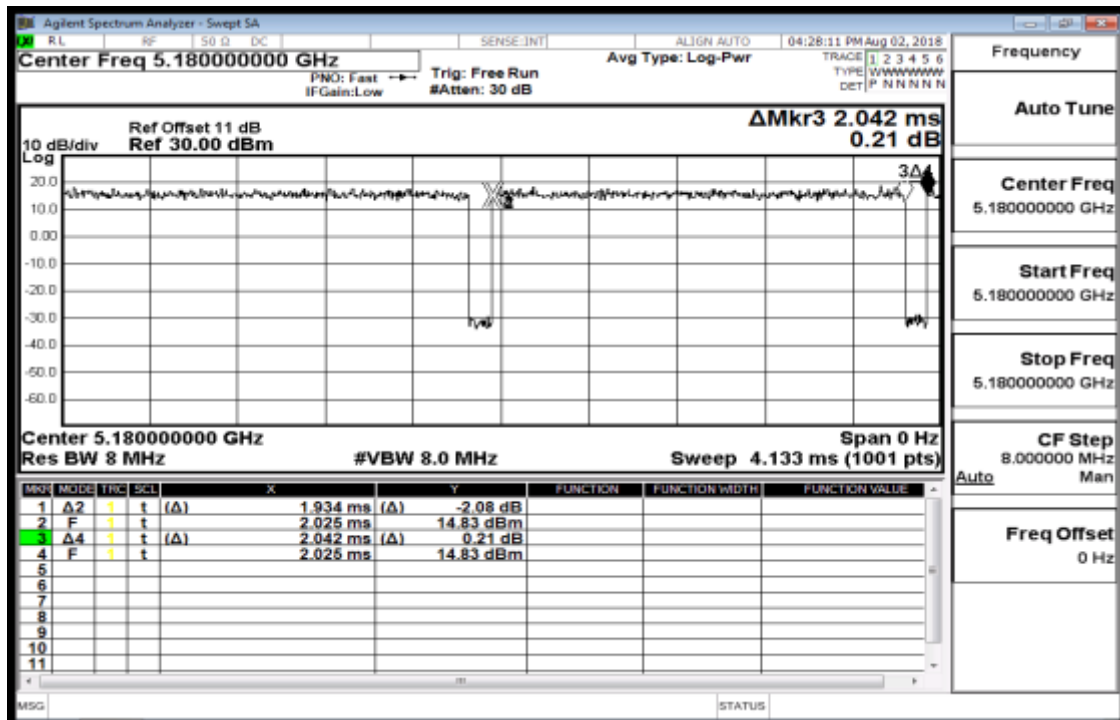 Agilent Spectrum Analyzer - Swept SA
RL RF 50 Ω DC SENSE:INT ALIGN AUTO 04:28:11 PM Aug 02, 2018
Center Freq 5.180000000 GHz
PNO: Fast
IFGain:Low
Trig: Free Run
#Atten: 30 dB
Avg Type: Log-Pwr
TRACE 1 2 3 4 5 6
TYPE WWWWWWW
DET P N N N N N
Ref Offset 11 dB
10 dB/div Ref 30.00 dBm
ΔMkr3 2.042 ms
0.21 dB
Log
20.0
10.0
0.00
-10.0
-20.0
-30.0
-40.0
-50.0
-60.0
2
3Δ4
Center 5.180000000 GHz Span 0 Hz
Res BW 8 MHz #VBW 8.0 MHz Sweep 4.133 ms (1001 pts)
MKR MODE TRC SCL X Y FUNCTION FUNCTION WIDTH FUNCTION VALUE
1 Δ2 1 t (Δ) 1.934 ms (Δ) -2.08 dB
2 F 1 t 2.025 ms 14.83 dBm
3 Δ4 1 t (Δ) 2.042 ms (Δ) 0.21 dB
4 F 1 t 2.025 ms 14.83 dBm
5
6
7
8
9
10
11
MSG STATUS
Frequency
Auto Tune
Center Freq
5.180000000 GHz
Start Freq
5.180000000 GHz
Stop Freq
5.180000000 GHz
CF Step
8.000000 MHz
Auto Man
Freq Offset
0 Hz